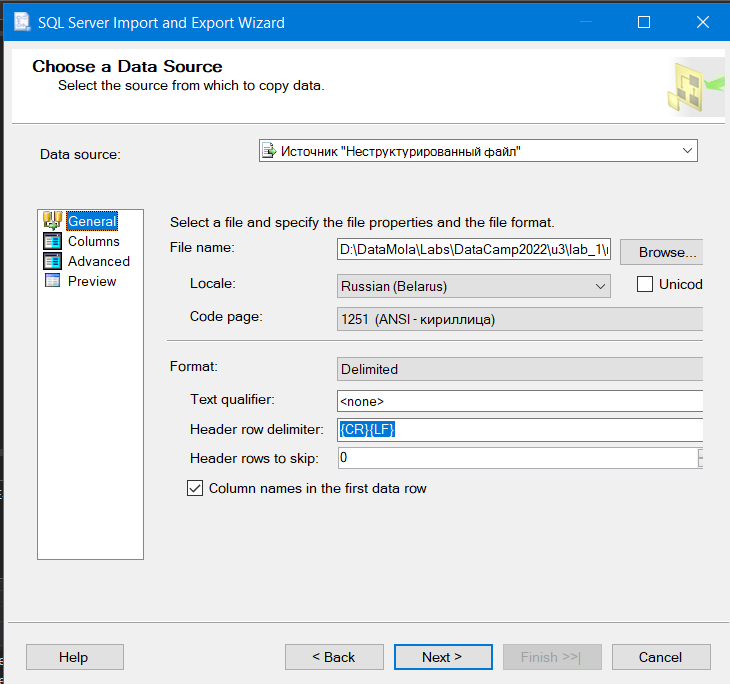 SQL Server Import and Export Wizard
Choose a Data Source
Select the source from which to copy data.
Data source: Источник "Неструктурированный файл"
General
Columns
Advanced
Preview
Select a file and specify the file properties and the file format.
File name: D:\DataMola\Labs\DataCamp2022\u3\lab_1\ Browse...
Locale: Russian (Belarus) Unicod
Code page: 1251 (ANSI - кириллица)
Format: Delimited
Text qualifier: <none>
Header row delimiter: {CR}{LF}
Header rows to skip: 0
Column names in the first data row
Help < Back Next > Finish >>| Cancel